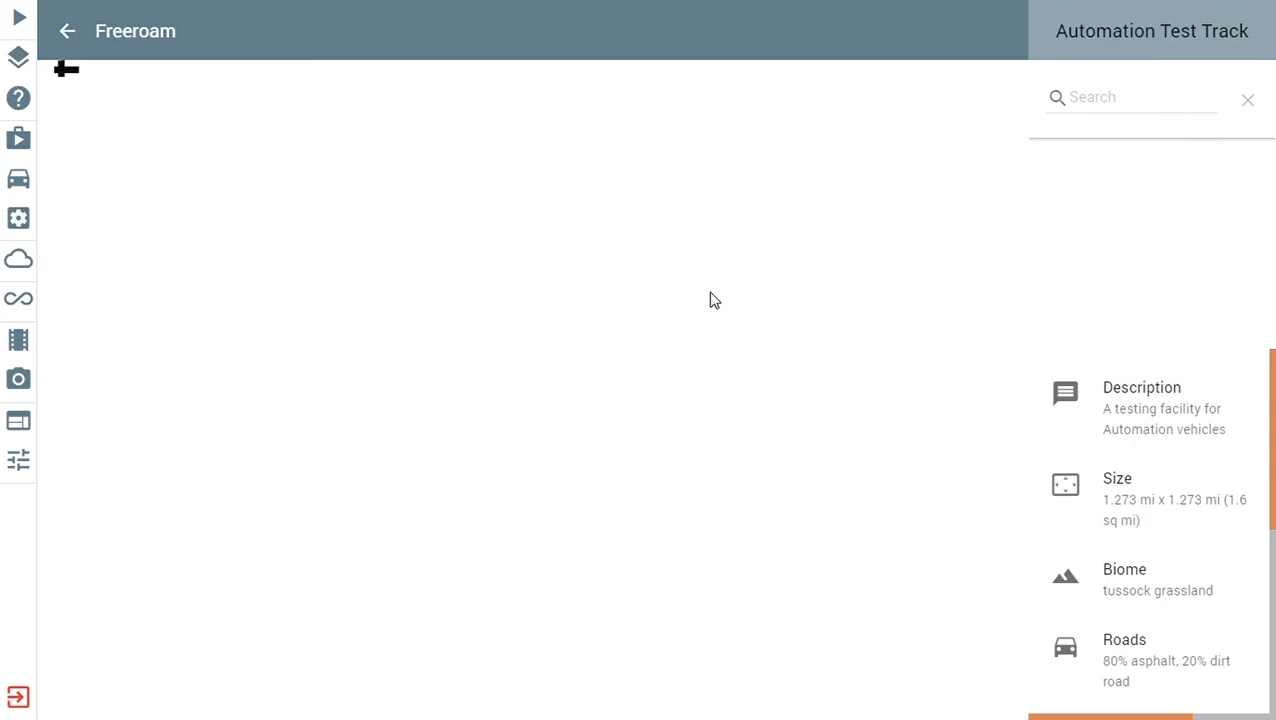 Freeroam
Automation Test Track
Search
Description
A testing facility for
Automation vehicles
Size
1.273 mi x 1.273 mi (1.6
sq mi)
Biome
tussock grassland
Roads
80% asphalt, 20% dirt
road